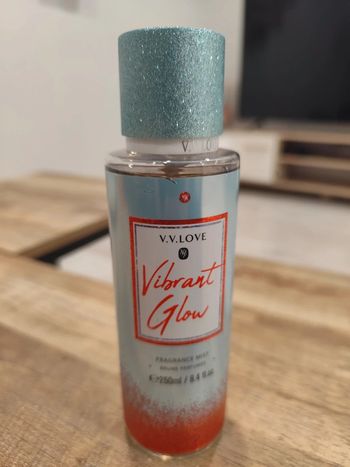 V.V.LOVE
Vibrant
Glow
FRAGRANCE MIST
BRUME PARFUMÉE
℮250ml / 8.4 fl.oz.